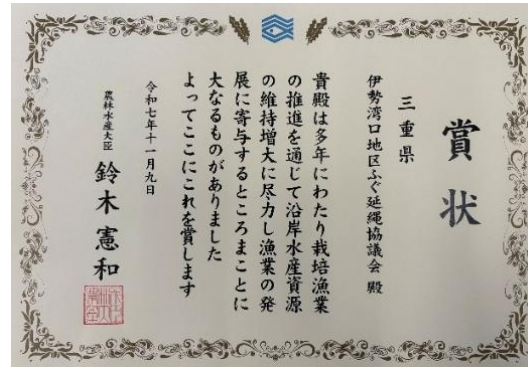 賞状
三重県
伊勢湾口地区ふぐ延縄協議会 殿
貴殿は多年にわたり栽培漁業
の推進を通じて沿岸水産資源
の維持増大に尽力し漁業の発
展に寄与するところまことに
大なるものがありました
よってここにこれを賞します
令和七年十一月九日
農林水産大臣 鈴木憲和